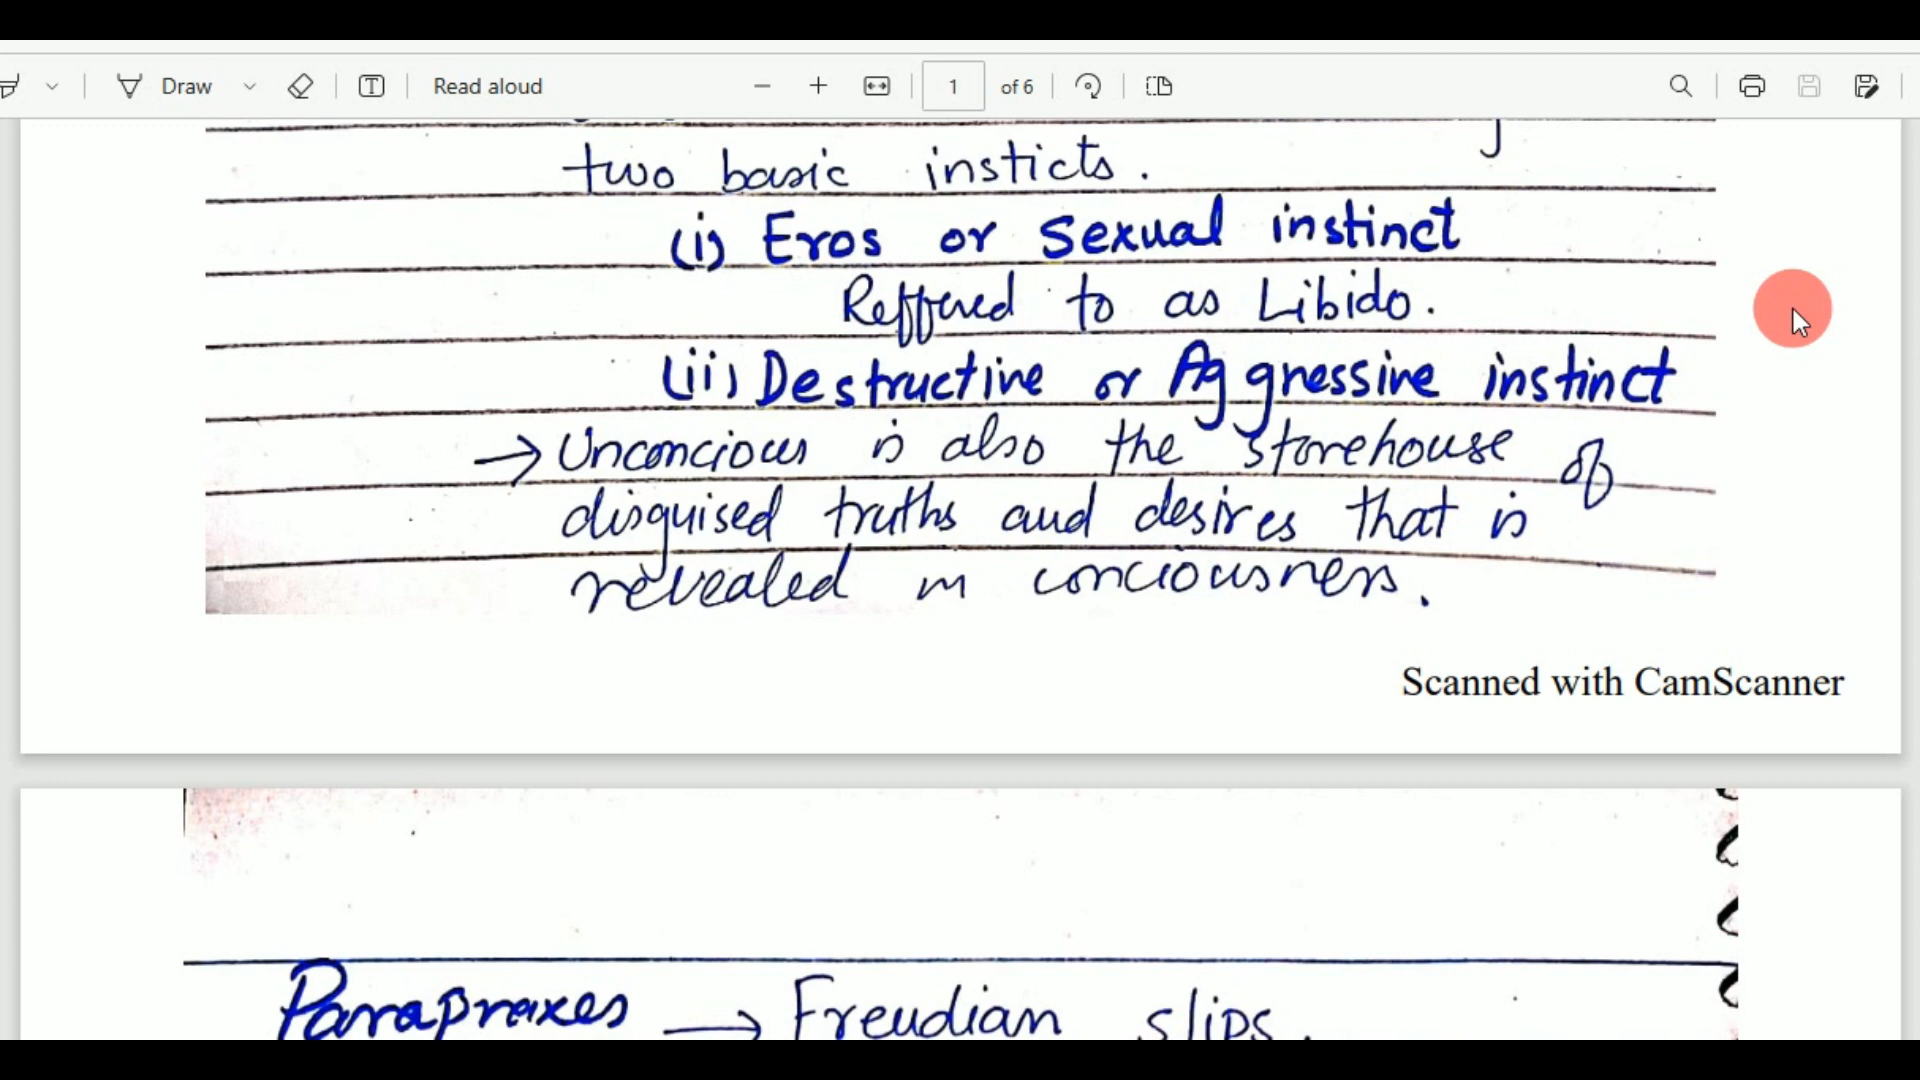 Draw
Read aloud
1 of 6
two basic insticts.
(i) Eros or Sexual instinct
Reffered to as Libido.
(ii) Destructive or Aggressive instinct
→ Unconcious is also the storehouse of
disguised truths and desires that is
revealed in conciousness.
Scanned with CamScanner
Parapraxes → Freudian slips.